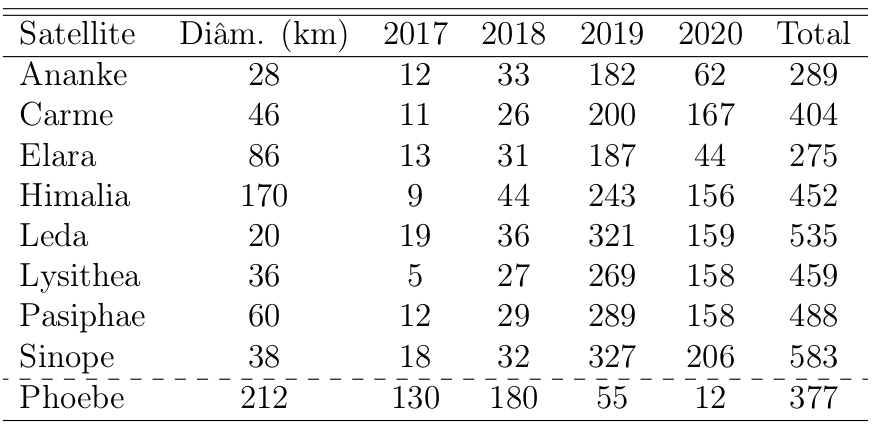 Satellite Diâm. (km) 2017 2018 2019 2020 Total
Ananke 28 12 33 182 62 289
Carme 46 11 26 200 167 404
Elara 86 13 31 187 44 275
Himalia 170 9 44 243 156 452
Leda 20 19 36 321 159 535
Lysithea 36 5 27 269 158 459
Pasiphae 60 12 29 289 158 488
Sinope 38 18 32 327 206 583
Phoebe 212 130 180 55 12 377